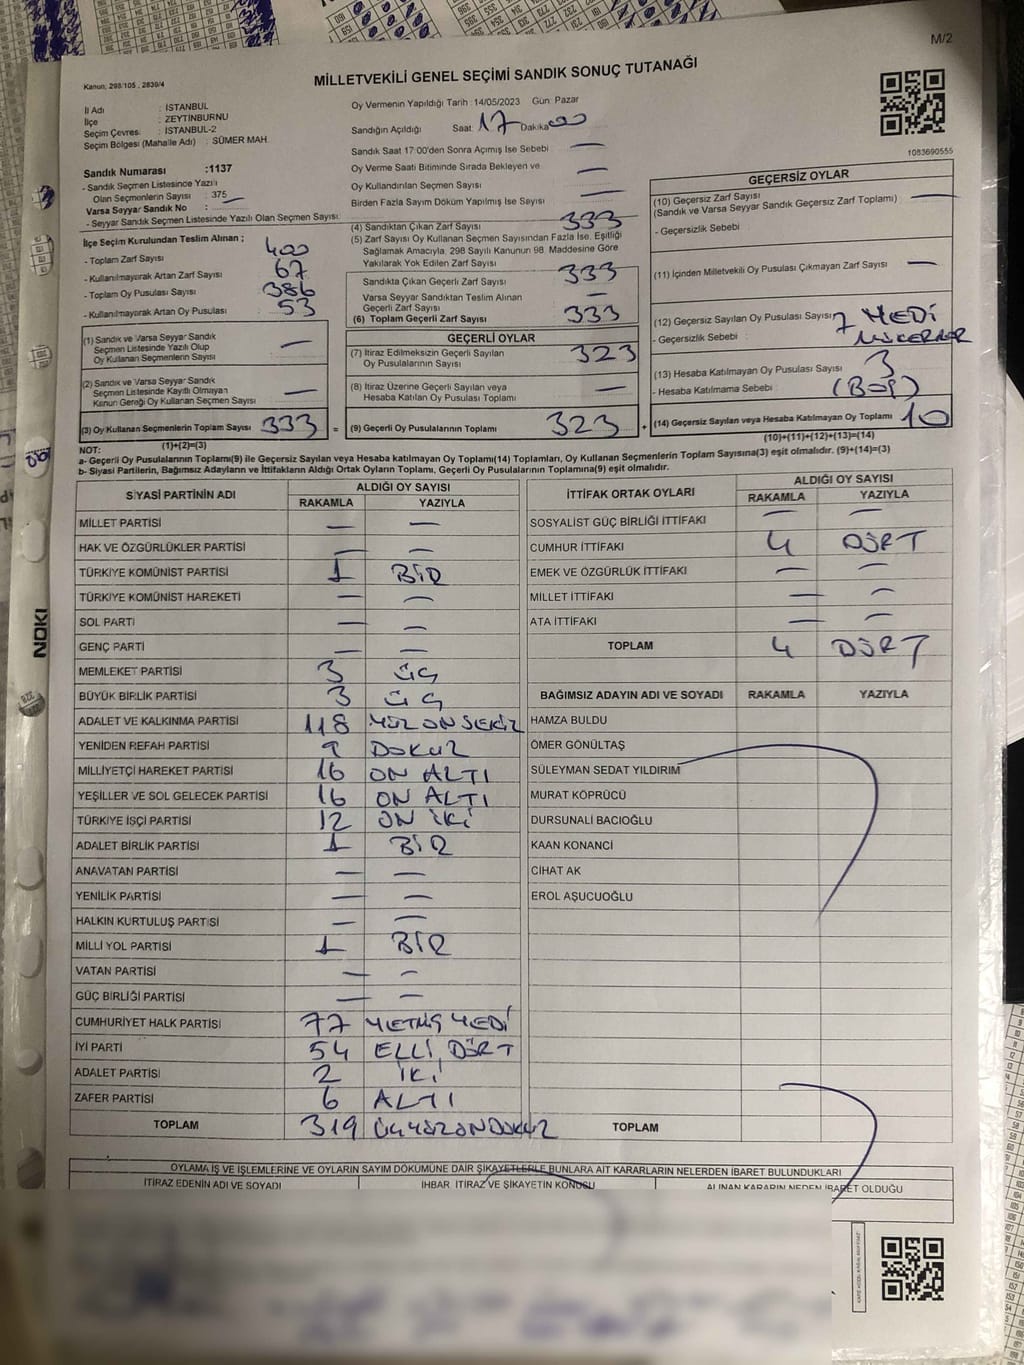 M/2
Kanun, 298/105 , 2839/4
MİLLETVEKİLİ GENEL SEÇİMİ SANDIK SONUÇ TUTANAĞI
İl Adı : İSTANBUL
İlçe : ZEYTİNBURNU
Seçim Çevres: : İSTANBUL-2
Seçim Bölgesi (Mahalle Adı) : SÜMER MAH.
Sandık Numarası :1137
- Sandık Seçmen Listesinde Yazılı
Olan Seçmenlerin Sayısı : 375
Varsa Seyyar Sandık No :
- Seyyar Sandık Seçmen Listesinde Yazılı Olan Seçmen Sayısı:
Oy Vermenin Yapıldığı Tarih :14/05/2023 Gün: Pazar
Sandığın Açıldığı Saat: 17 Dakika: 00
Sandık Saat 17:00'den Sonra Açımış İse Sebebi —
Oy Verme Saati Bitiminde Sırada Bekleyen ve
Oy Kullandırılan Seçmen Sayısı —
Birden Fazla Sayım Döküm Yapılmış İse Sayısı —
1083690555
İlçe Seçim Kurulundan Teslim Alınan ;
- Toplam Zarf Sayısı 400
- Kullanılmayarak Artan Zarf Sayısı 67
- Toplam Oy Pusulası Sayısı 386
- Kullanılmayarak Artan Oy Pusulası 53
(4) Sandıktan Çıkan Zarf Sayısı 333
(5) Zarf Sayısı Oy Kullanan Seçmen Sayısından Fazla İse, Eşitliği
Sağlamak Amacıyla, 298 Sayılı Kanunun 98. Maddesine Göre
Yakılarak Yok Edilen Zarf Sayısı
Sandıkta Çıkan Geçerli Zarf Sayısı 333
Varsa Seyyar Sandıktan Teslim Alınan
Geçerli Zarf Sayısı —
(6) Toplam Geçerli Zarf Sayısı 333
GEÇERSİZ OYLAR
(10) Geçersiz Zarf Sayısı —
(Sandık ve Varsa Seyyar Sandık Geçersiz Zarf Toplamı)
- Geçersizlik Sebebi :
(11) İçinden Milletvekili Oy Pusulası Çıkmayan Zarf Sayısı —
(12) Geçersiz Sayılan Oy Pusulası Sayısı 7 YEDİ
- Geçersizlik Sebebi : MÜKERRER
(13) Hesaba Katılmayan Oy Pusulası Sayısı 3
- Hesaba Katılmama Sebebi : (BOŞ)
(14) Geçersiz Sayılan veya Hesaba Katılmayan Oy Toplamı 10
(10)+(11)+(12)+(13)=(14)
(1) Sandık ve Varsa Seyyar Sandık
Seçmen Listesinde Yazılı Olup
Oy Kullanan Seçmenlerin Sayısı —
(2) Sandık ve Varsa Seyyar Sandık
Seçmen Listesinde Kayıtlı Olmayan
Kanun Gereği Oy Kullanan Seçmenlerin Sayısı —
(3) Oy Kullanan Seçmenlerin Toplam Sayısı 333 =
(1)+(2)=(3)
GEÇERLİ OYLAR
(7) İtiraz Edilmeksizin Geçerli Sayılan
Oy Pusulalarının Sayısı 323
(8) İtiraz Üzerine Geçerli Sayılan veya
Hesaba Katılan Oy Pusulası Toplamı —
(9) Geçerli Oy Pusulalarının Toplamı 323 +
NOT:
a- Geçerli Oy Pusulalarının Toplamı(9) ile Geçersiz Sayılan veya Hesaba katılmayan Oy Toplamı(14) Toplamları, Oy Kullanan Seçmenlerin Toplam Sayısına(3) eşit olmalıdır. (9)+(14)=(3)
b- Siyasi Partilerin, Bağımsız Adayların ve İttifakların Aldığı Ortak Oyların Toplamı, Geçerli Oy Pusulalarının Toplamına(9) eşit olmalıdır.
SİYASİ PARTİNİN ADI ALDIĞI OY SAYISI
RAKAMLA YAZIYLA
MİLLET PARTİSİ — —
HAK VE ÖZGÜRLÜKLER PARTİSİ — —
TÜRKİYE KOMÜNİST PARTİSİ 1 BİR
TÜRKİYE KOMÜNİST HAREKETİ — —
SOL PARTİ — —
GENÇ PARTİ — —
MEMLEKET PARTİSİ 3 ÜÇ
BÜYÜK BİRLİK PARTİSİ 3 ÜÇ
ADALET VE KALKINMA PARTİSİ 118 YÜZ ON SEKİZ
YENİDEN REFAH PARTİSİ 9 DOKUZ
MİLLİYETÇİ HAREKET PARTİSİ 16 ON ALTI
YEŞİLLER VE SOL GELECEK PARTİSİ 16 ON ALTI
TÜRKİYE İŞÇİ PARTİSİ 12 ON İKİ
ADALET BİRLİK PARTİSİ 1 BİR
ANAVATAN PARTİSİ — —
YENİLİK PARTİSİ — —
HALKIN KURTULUŞ PARTİSİ — —
MİLLİ YOL PARTİSİ 1 BİR
VATAN PARTİSİ — —
GÜÇ BİRLİĞİ PARTİSİ — —
CUMHURİYET HALK PARTİSİ 77 YETMİŞ YEDİ
İYİ PARTİ 54 ELLİ DÖRT
ADALET PARTİSİ 2 İKİ
ZAFER PARTİSİ 6 ALTI
TOPLAM 319 ÜÇYÜZONDOKUZ
İTTİFAK ORTAK OYLARI ALDIĞI OY SAYISI
RAKAMLA YAZIYLA
SOSYALİST GÜÇ BİRLİĞİ İTTİFAKI — —
CUMHUR İTTİFAKI 4 DÖRT
EMEK VE ÖZGÜRLÜK İTTİFAKI — —
MİLLET İTTİFAKI — —
ATA İTTİFAKI — —
TOPLAM 4 DÖRT
BAĞIMSIZ ADAYIN ADI VE SOYADI RAKAMLA YAZIYLA
HAMZA BULDU
ÖMER GÖNÜLTAŞ
SÜLEYMAN SEDAT YILDIRIM
MURAT KÖPRÜCÜ
DURSUNALİ BACIOĞLU
KAAN KONANCİ
CİHAT AK
EROL AŞUCUOĞLU
TOPLAM
OYLAMA İŞ VE İŞLEMLERİNE VE OYLARIN SAYIM DÖKÜMÜNE DAİR ŞİKAYETLERLE BUNLARA AİT KARARLARIN NELERDEN İBARET BULUNDUKLARI
İTİRAZ EDENİN ADI VE SOYADI İHBAR, İTİRAZ VE ŞİKAYETİN KONUSU ALINAN KARARIN NEDEN İBARET OLDUĞU
NOKI